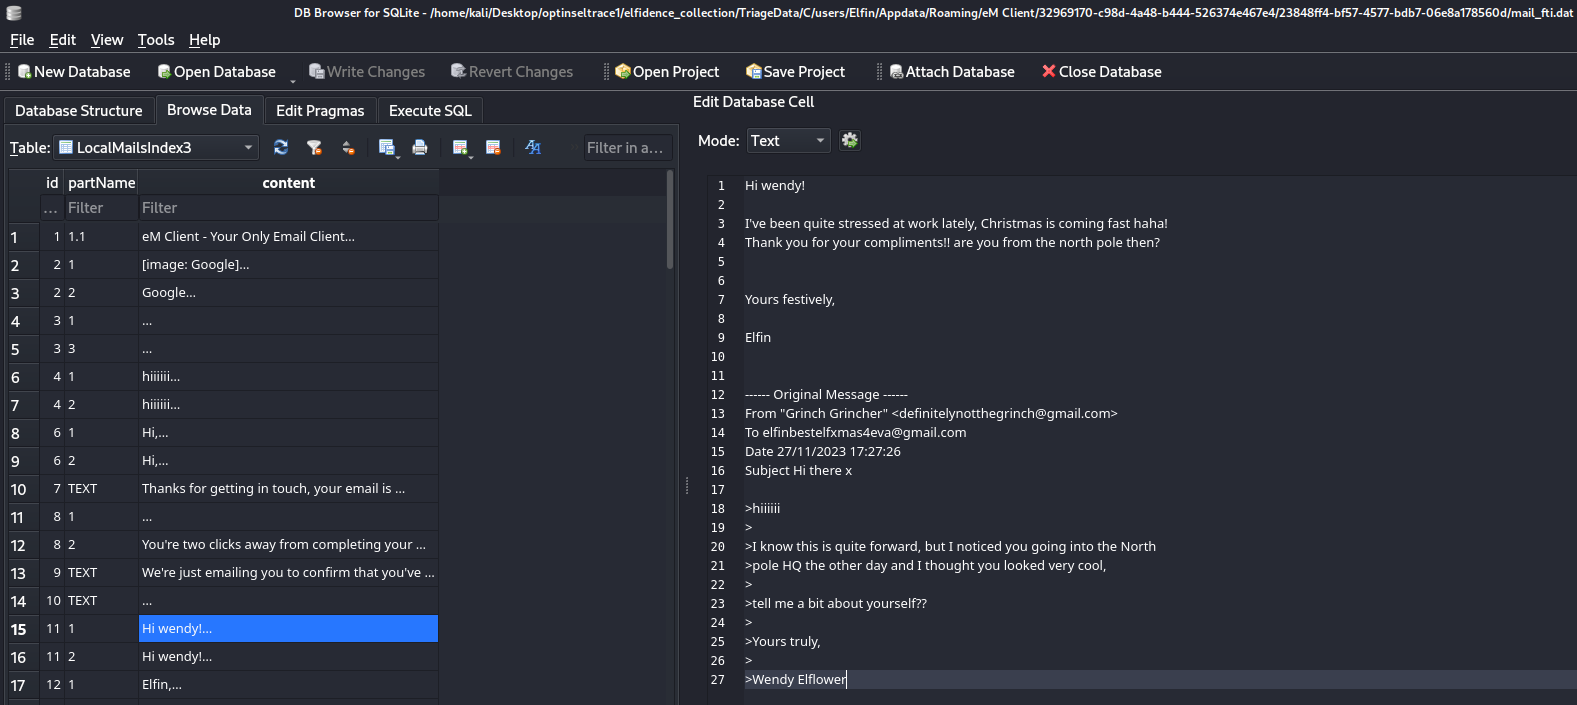 DB Browser for SQLite - /home/kali/Desktop/optinseltrace1/elfidence_collection/TriageData/C/users/Elfin/Appdata/Roaming/eM Client/32969170-c98d-4a48-b444-526374e467e4/23848ff4-bf57-4577-bdb7-06e8a178560d/mail_fti.dat
File Edit View Tools Help
New Database Open Database Write Changes Revert Changes Open Project Save Project Attach Database Close Database
Database Structure Browse Data Edit Pragmas Execute SQL
Table: LocalMailsIndex3 Filter in a...
id partName content
... Filter Filter
1 1 1.1 eM Client - Your Only Email Client...
2 2 1 [image: Google]...
3 2 2 Google...
4 3 1 ...
5 3 3 ...
6 4 1 hiiiiii...
7 4 2 hiiiiii...
8 6 1 Hi,...
9 6 2 Hi,...
10 7 TEXT Thanks for getting in touch, your email is ...
11 8 1 ...
12 8 2 You're two clicks away from completing your ...
13 9 TEXT We're just emailing you to confirm that you've ...
14 10 TEXT ...
15 11 1 Hi wendy!...
16 11 2 Hi wendy!...
17 12 1 Elfin,...
Edit Database Cell
Mode: Text
1 Hi wendy!
2
3 I've been quite stressed at work lately, Christmas is coming fast haha!
4 Thank you for your compliments!! are you from the north pole then?
5
6
7 Yours festively,
8
9 Elfin
10
11
12 ------ Original Message ------
13 From "Grinch Grincher" <definitelynotthegrinch@gmail.com>
14 To elfinbestelfxmas4eva@gmail.com
15 Date 27/11/2023 17:27:26
16 Subject Hi there x
17
18 >hiiiiii
19 >
20 >I know this is quite forward, but I noticed you going into the North
21 >pole HQ the other day and I thought you looked very cool,
22 >
23 >tell me a bit about yourself??
24 >
25 >Yours truly,
26 >
27 >Wendy Elflower